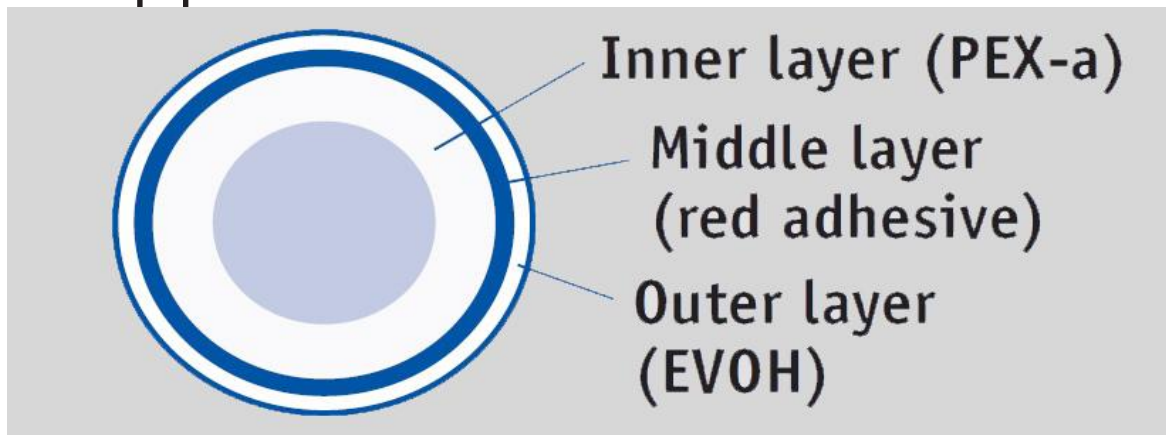 Inner layer (PEX-a)
Middle layer
(red adhesive)
Outer layer
(EVOH)